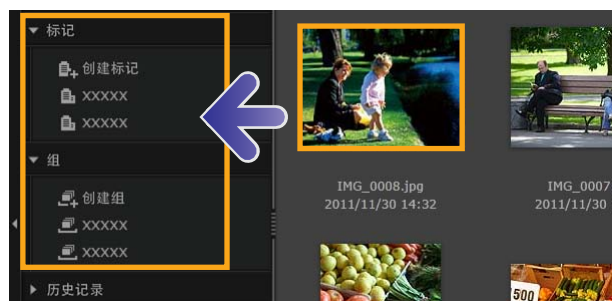 标记
创建标记
XXXXX
XXXXX
组
创建组
XXXXX
XXXXX
历史记录
IMG_0008.jpg
2011/11/30 14:32
IMG_0007
2011/11/30
500